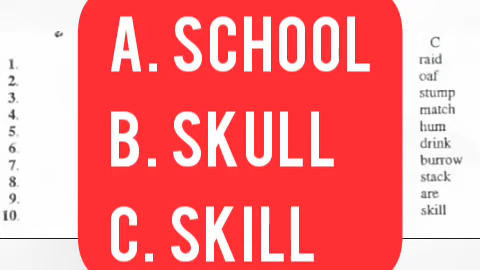 A. SCHOOL
B. SKULL
C. SKILL
C
1. raid
2. oaf
3. stump
4. match
5. hum
6. drink
7. burrow
8. stack
9. are
10. skill